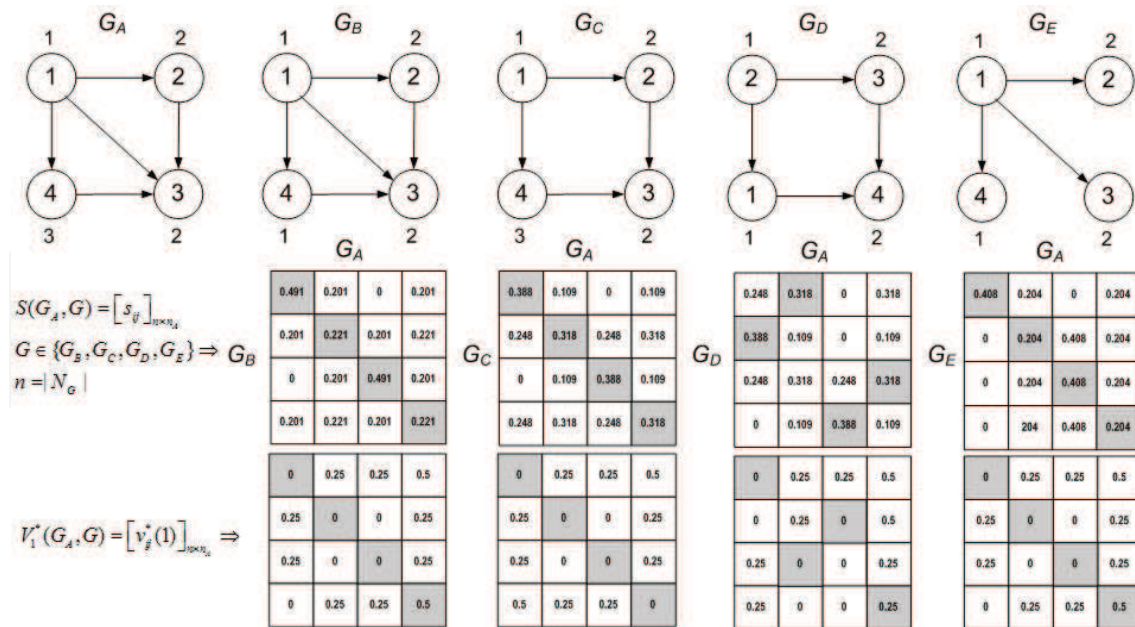 G_A G_B G_C G_D G_E
1 2 1 2 1 2 1 2 1 2
1 2 1 2 1 2 2 3 1 2
4 3 4 3 4 3 1 4 4 3
3 2 1 2 3 2 1 2 1 2
G_A G_A G_A G_A
S(G_A, G) = [s_ij]_{n×n_A}
G ∈ {G_B, G_C, G_D, G_E} ⇒
n = | N_G |
G_B
0.491 0.201 0 0.201
0.201 0.221 0.201 0.221
0 0.201 0.491 0.201
0.201 0.221 0.201 0.221
G_C
0.388 0.109 0 0.109
0.248 0.318 0.248 0.318
0 0.109 0.388 0.109
0.248 0.318 0.248 0.318
G_D
0.248 0.318 0 0.318
0.388 0.109 0 0.109
0.248 0.318 0.248 0.318
0 0.109 0.388 0.109
G_E
0.408 0.204 0 0.204
0 0.204 0.408 0.204
0 0.204 0.408 0.204
0 204 0.408 0.204
V_1^*(G_A, G) = [v_ij^*(1)]_{n×n_A} ⇒
0 0.25 0.25 0.5
0.25 0 0 0.25
0.25 0 0 0.25
0 0.25 0.25 0.5
0 0.25 0.25 0.5
0.25 0 0 0.25
0.25 0 0 0.25
0.5 0.25 0.25 0
0 0.25 0.25 0.5
0 0.25 0 0.5
0.25 0 0 0.25
0.25 0 0 0.25
0 0.25 0.25 0.5
0.25 0 0 0.25
0.25 0 0 0.25
0 0.25 0.25 0.5